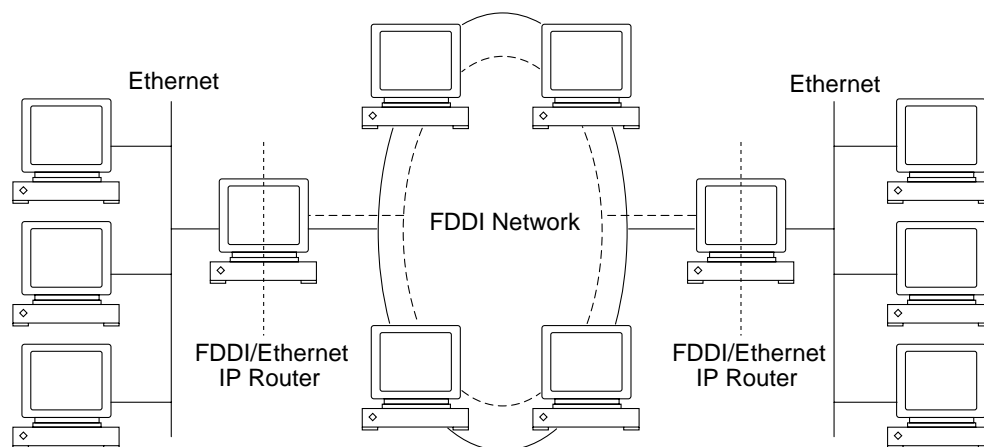 Ethernet
Ethernet
FDDI Network
FDDI/Ethernet
IP Router
FDDI/Ethernet
IP Router